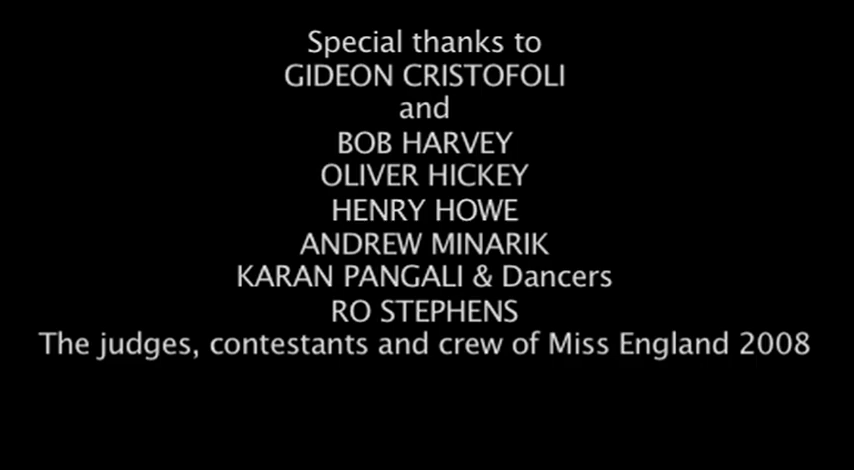 Special thanks to
GIDEON CRISTOFOLI
and
BOB HARVEY
OLIVER HICKEY
HENRY HOWE
ANDREW MINARIK
KARAN PANGALI & Dancers
RO STEPHENS
The judges, contestants and crew of Miss England 2008